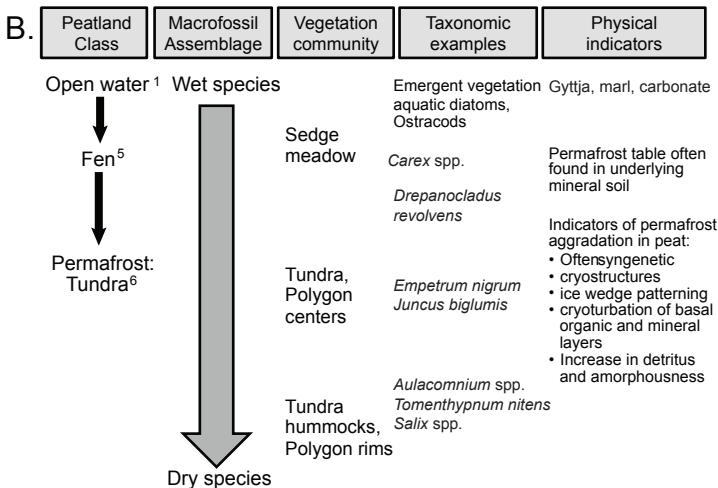 B.
Peatland
Class
Macrofossil
Assemblage
Vegetation
community
Taxonomic
examples
Physical
indicators
Open water 1
Fen5
Permafrost:
Tundra6
Wet species
Dry species
Sedge
meadow
Tundra,
Polygon
centers
Tundra
hummocks,
Polygon rims
Emergent vegetation
aquatic diatoms,
Ostracods
Carex spp.
Drepanocladus
revolvens
Empetrum nigrum
Juncus biglumis
Aulacomnium spp.
Tomenthypnum nitens
Salix spp.
Gyttja, marl, carbonate
Permafrost table often
found in underlying
mineral soil
Indicators of permafrost
aggradation in peat:
• Oftensyngenetic
• cryostructures
• ice wedge patterning
• cryoturbation of basal
organic and mineral
layers
• Increase in detritus
and amorphousness